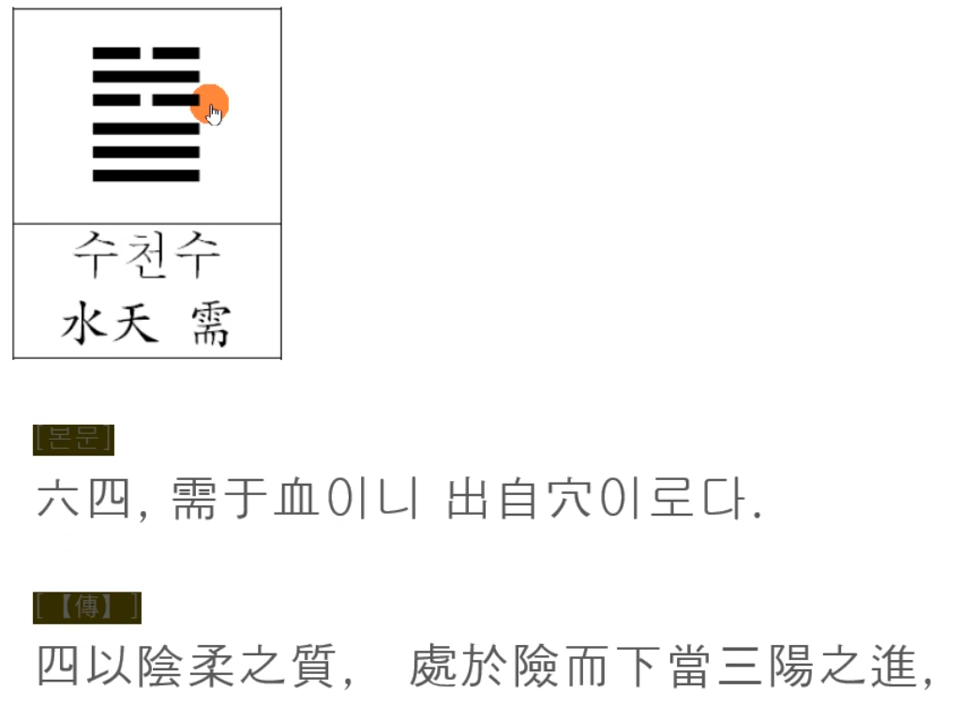 수천수
水天 需
[본문]
六四, 需于血이니 出自穴이로다.
[【傳】]
四以陰柔之質, 處於險而下當三陽之進,